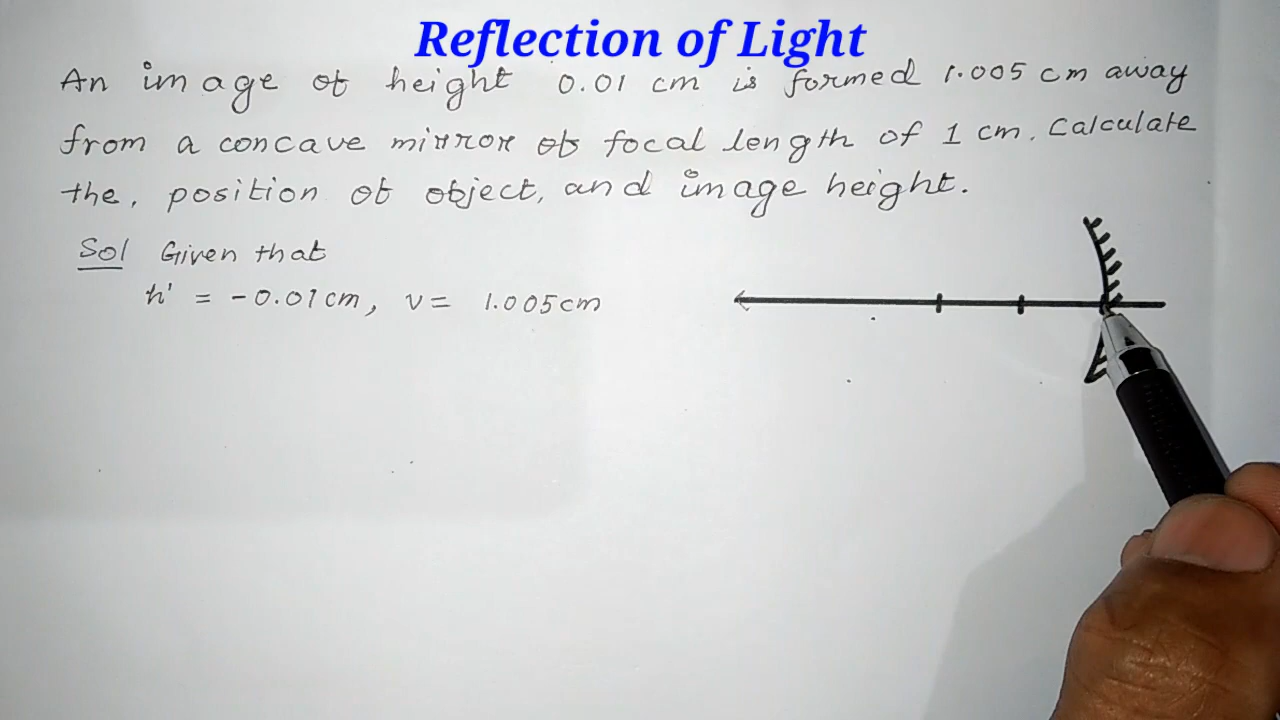 Reflection of Light
An image of height 0.01 cm is formed 1.005 cm away
from a concave mirror of focal length of 1 cm. Calculate
the, position of object, and image height.
Sol Given that
h' = -0.01cm, v = 1.005cm